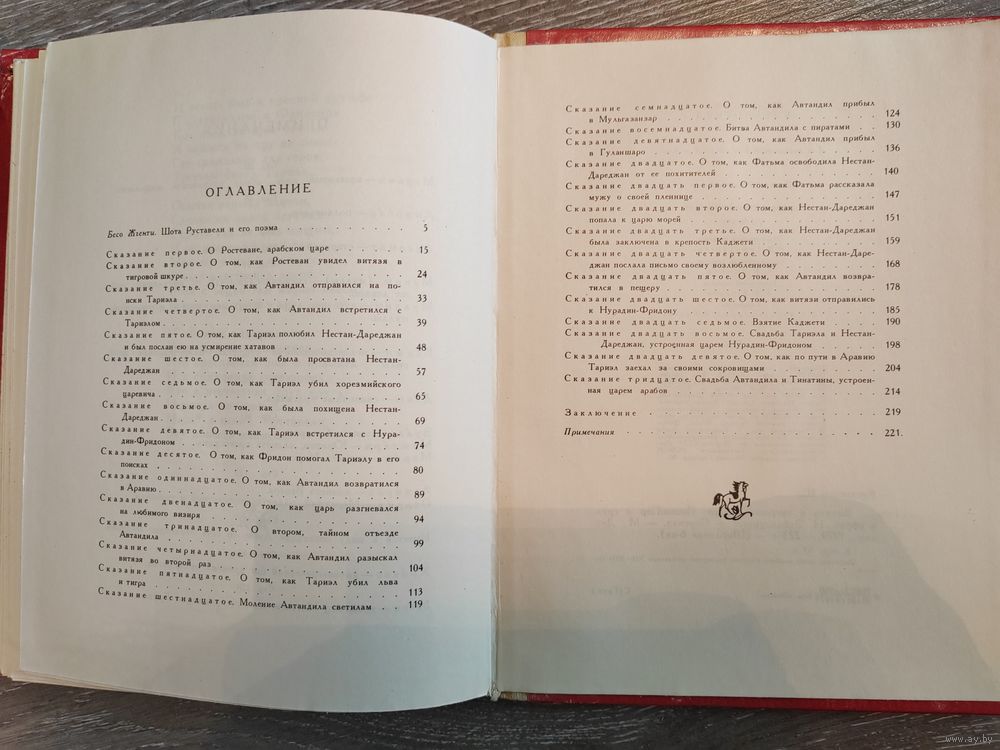 ОГЛАВЛЕНИЕ
Бесо Жгенти. Шота Руставели и его поэма . . . . . . . . . . . 5
Сказание первое. О Ростеване, арабском царе . . . . . . . . 15
Сказание второе. О том, как Ростеван увидел витязя в
тигровой шкуре . . . . . . . . . . . . . . . . . . . . 24
Сказание третье. О том, как Автандил отправился на по-
иски Тариэла . . . . . . . . . . . . . . . . . . . . 33
Сказание четвертое. О том, как Автандил встретился с
Тариэлом . . . . . . . . . . . . . . . . . . . . 39
Сказание пятое. О том, как Тариэл полюбил Нестан-Дареджан
и был послан ею на усмирение хатавов . . . . . . . . . . 48
Сказание шестое. О том, как была просватана Нестан-
Дареджан . . . . . . . . . . . . . . . . . . . . 57
Сказание седьмое. О том, как Тариэл убил хорезмийского
царевича . . . . . . . . . . . . . . . . . . . . 65
Сказание восьмое. О том, как была похищена Нестан-
Дареджан . . . . . . . . . . . . . . . . . . . . 69
Сказание девятое. О том, как Тариэл встретился с Нура-
дин-Фридоном . . . . . . . . . . . . . . . . . . . . 74
Сказание десятое. О том, как Фридон помогал Тариэлу в его
поисках . . . . . . . . . . . . . . . . . . . . 80
Сказание одиннадцатое. О том, как Автандил возвратился
в Аравию . . . . . . . . . . . . . . . . . . . . 89
Сказание двенадцатое. О том, как царь разгневался
на любимого визиря . . . . . . . . . . . . . . . . 94
Сказание тринадцатое. О втором, тайном отъезде
Автандила . . . . . . . . . . . . . . . . . . . . 99
Сказание четырнадцатое. О том, как Автандил разыскал
витязя во второй раз . . . . . . . . . . . . . . . . 104
Сказание пятнадцатое. О том, как Тариэл убил льва
и тигра . . . . . . . . . . . . . . . . . . . . 113
Сказание шестнадцатое. Моление Автандила светилам . . 119
Сказание семнадцатое. О том, как Автандил прибыл
в Мульгазанзар . . . . . . . . . . . . . . . . . . 124
Сказание восемнадцатое. Битва Автандила с пиратами . . 130
Сказание девятнадцатое. О том, как Автандил прибыл
в Гуланшаро . . . . . . . . . . . . . . . . . . . . 136
Сказание двадцатое. О том, как Фатьма освободила Нестан-
Дареджан от ее похитителей . . . . . . . . . . . . . . 140
Сказание двадцать первое. О том, как Фатьма рассказала
мужу о своей пленнице . . . . . . . . . . . . . . . . 147
Сказание двадцать второе. О том, как Нестан-Дареджан
попала к царю морей . . . . . . . . . . . . . . . . 151
Сказание двадцать третье. О том, как Нестан-Дареджан
была заключена в крепость Каджети . . . . . . . . . . 159
Сказание двадцать четвертое. О том, как Нестан-Даре-
джан послала письмо своему возлюбленному . . . . . . . 168
Сказание двадцать пятое. О том, как Автандил возвра-
тился в пещеру . . . . . . . . . . . . . . . . . . 178
Сказание двадцать шестое. О том, как витязи отправились
к Нурадин-Фридону . . . . . . . . . . . . . . . . 185
Сказание двадцать седьмое. Взятие Каджети . . . . 190
Сказание двадцать восьмое. Свадьба Тариэла и Нестан-
Дареджан, устроенная царем Нурадин-Фридоном . . . . . 198
Сказание двадцать девятое. О том, как по пути в Аравию
Тариэл заехал за своими сокровищами . . . . . . . . . . 204
Сказание тридцатое. Свадьба Автандила и Тинатины, устроен-
ная царем арабов . . . . . . . . . . . . . . . . . . 214
Заключение . . . . . . . . . . . . . . . . . . . . 219
Примечания . . . . . . . . . . . . . . . . . . . . 221.
www.ay.by